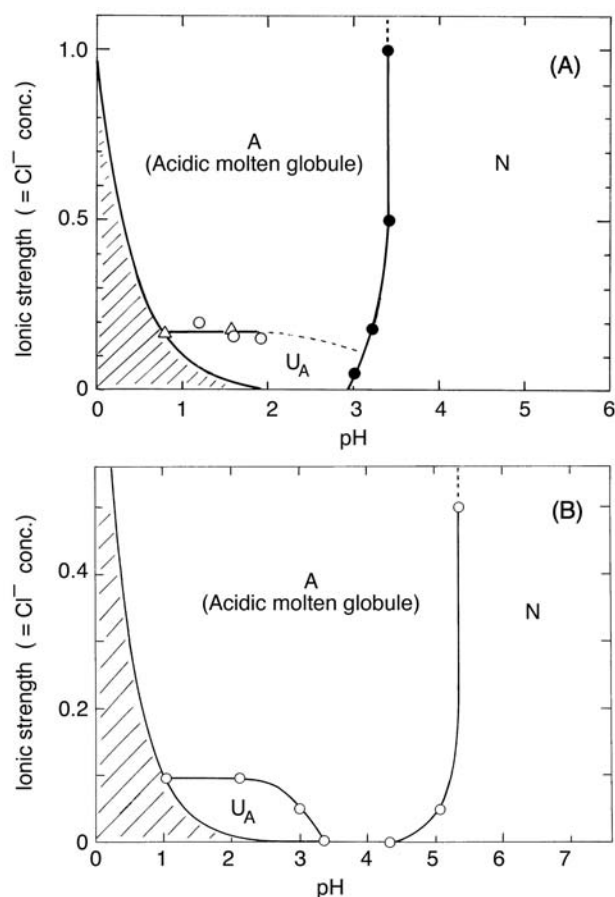 1.0
(A)
A
(Acidic molten globule)
N
0.5
U_A
0
0 1 2 3 4 5 6
pH
Ionic strength ( = Cl⁻ conc.)
(B)
0.4
A
(Acidic molten globule)
N
0.2
U_A
0
0 1 2 3 4 5 6 7
pH
Ionic strength ( = Cl⁻ conc.)